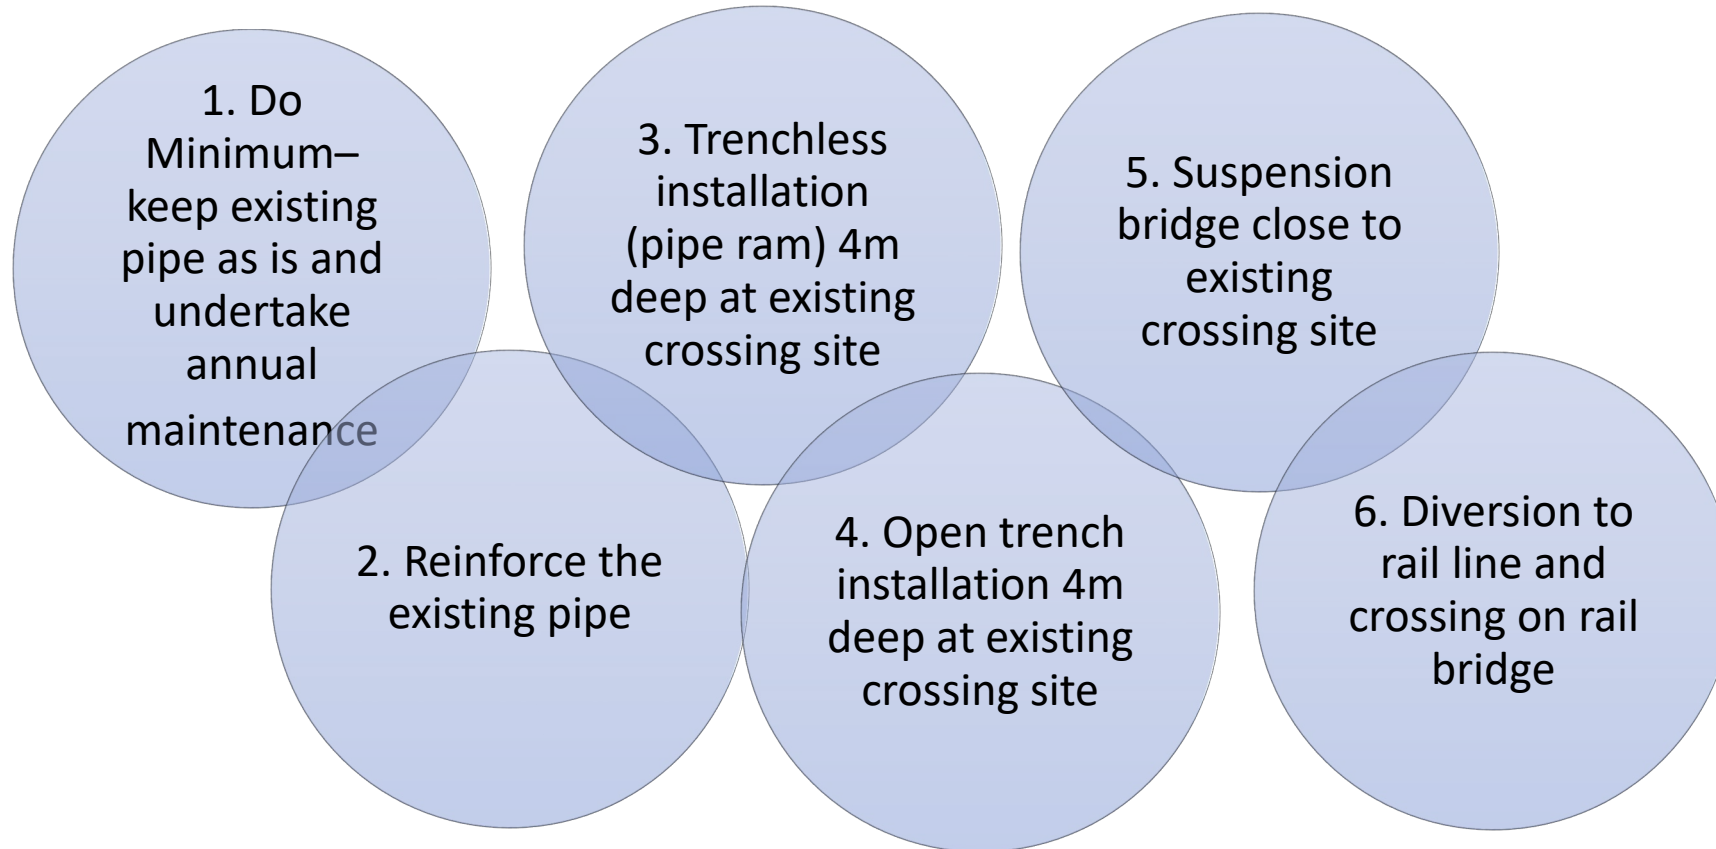 1. Do
Minimum–
keep existing
pipe as is and
undertake
annual
maintenance
2. Reinforce the
existing pipe
3. Trenchless
installation
(pipe ram) 4m
deep at existing
crossing site
4. Open trench
installation 4m
deep at existing
crossing site
5. Suspension
bridge close to
existing
crossing site
6. Diversion to
rail line and
crossing on rail
bridge